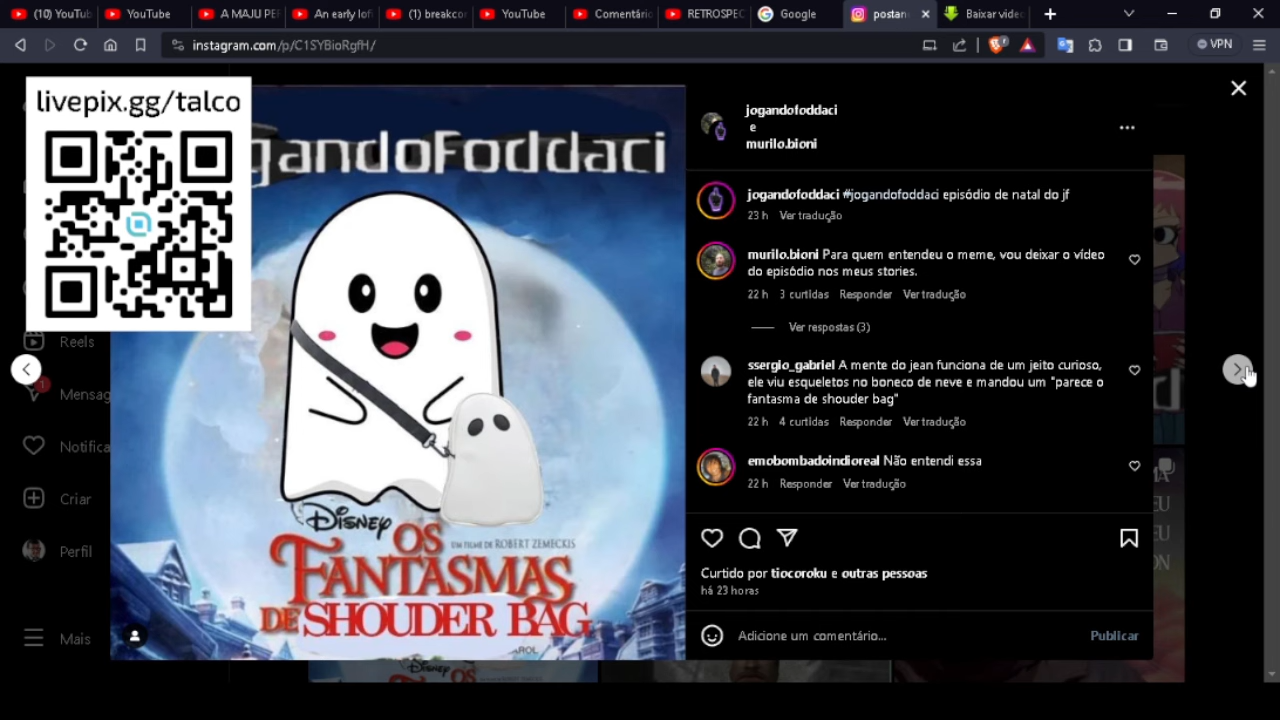 (10) YouTub
YouTube
A MAJU PE
An early lof
(1) breakco
YouTube
Comentário
RETROSPEC
Google
postan
Baixar vide
instagram.com/p/C1SYBioRgfH/
VPN
livepix.gg/talco
gandoFoddaci
Reels
Mensag
1
Notifica
Criar
Perfil
Mais
DISNEY
UM FILME DE ROBERT ZEMECKIS
OS
FANTASMAS
DE SHOUDER BAG
jogandofoddaci
e
murilo.bioni
jogandofoddaci #jogandofoddaci episódio de natal do jf
23 h Ver tradução
murilo.bioni Para quem entendeu o meme, vou deixar o vídeo
do episódio nos meus stories.
22 h 3 curtidas Responder Ver tradução
Ver respostas (3)
ssergio_gabriel A mente do jean funciona de um jeito curioso,
ele viu esqueletos no boneco de neve e mandou um "parece o
fantasma de shouder bag"
22 h 4 curtidas Responder Ver tradução
emobombadoindioreal Não entendi essa
22 h Responder Ver tradução
Curtido por tiocoroku e outras pessoas
há 23 horas
Adicione um comentário...
Publicar
DISNEY OS